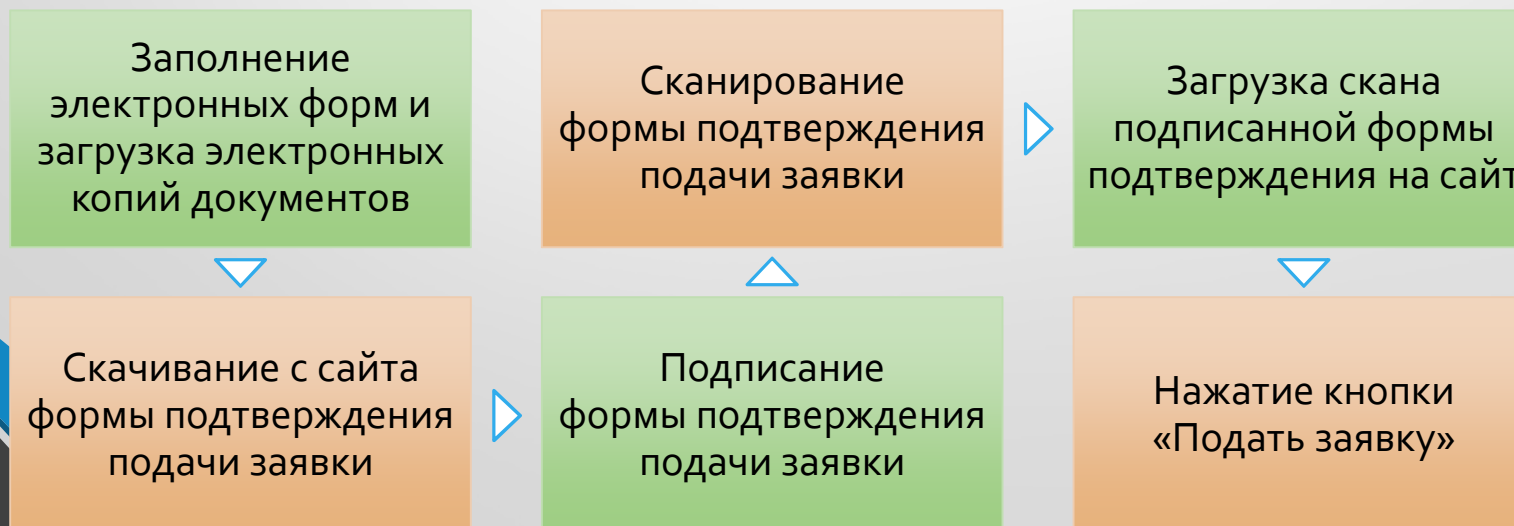 Заполнение
электронных форм и
загрузка электронных
копий документов
Скачивание с сайта
формы подтверждения
подачи заявки
Подписание
формы подтверждения
подачи заявки
Сканирование
формы подтверждения
подачи заявки
Загрузка скана
подписанной формы
подтверждения на сайт
Нажатие кнопки
«Подать заявку»